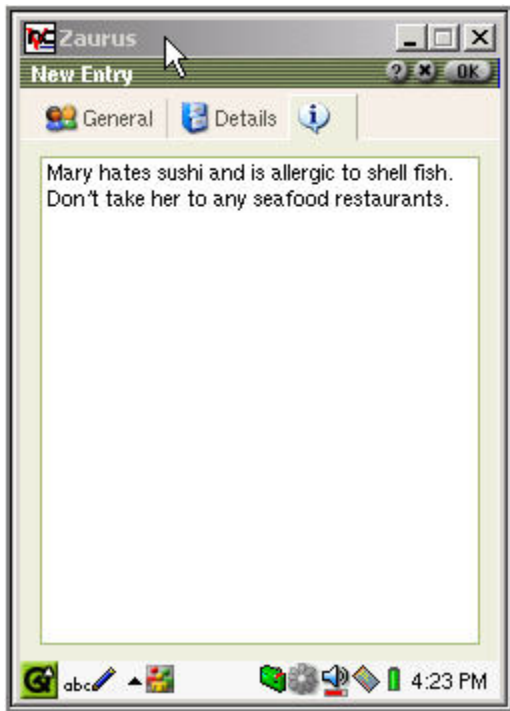 Zaurus
New Entry
? OK
General Details
Mary hates sushi and is allergic to shell fish.
Don't take her to any seafood restaurants.
abc 4:23 PM